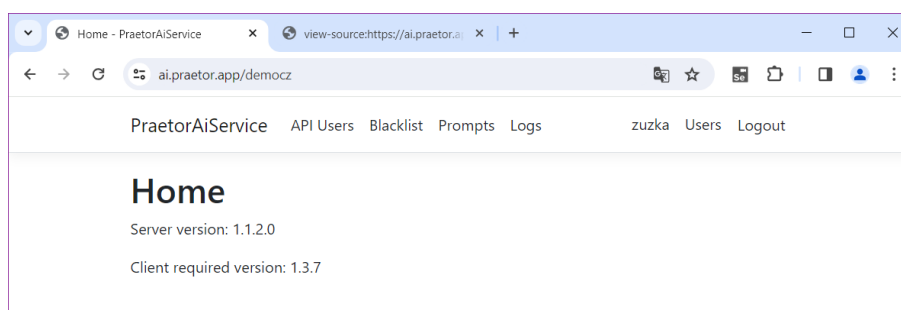 Home - PraetorAiService
view-source:https://ai.praetor.a
ai.praetor.app/democz
Se
PraetorAiService API Users Blacklist Prompts Logs zuzka Users Logout
Home
Server version: 1.1.2.0
Client required version: 1.3.7